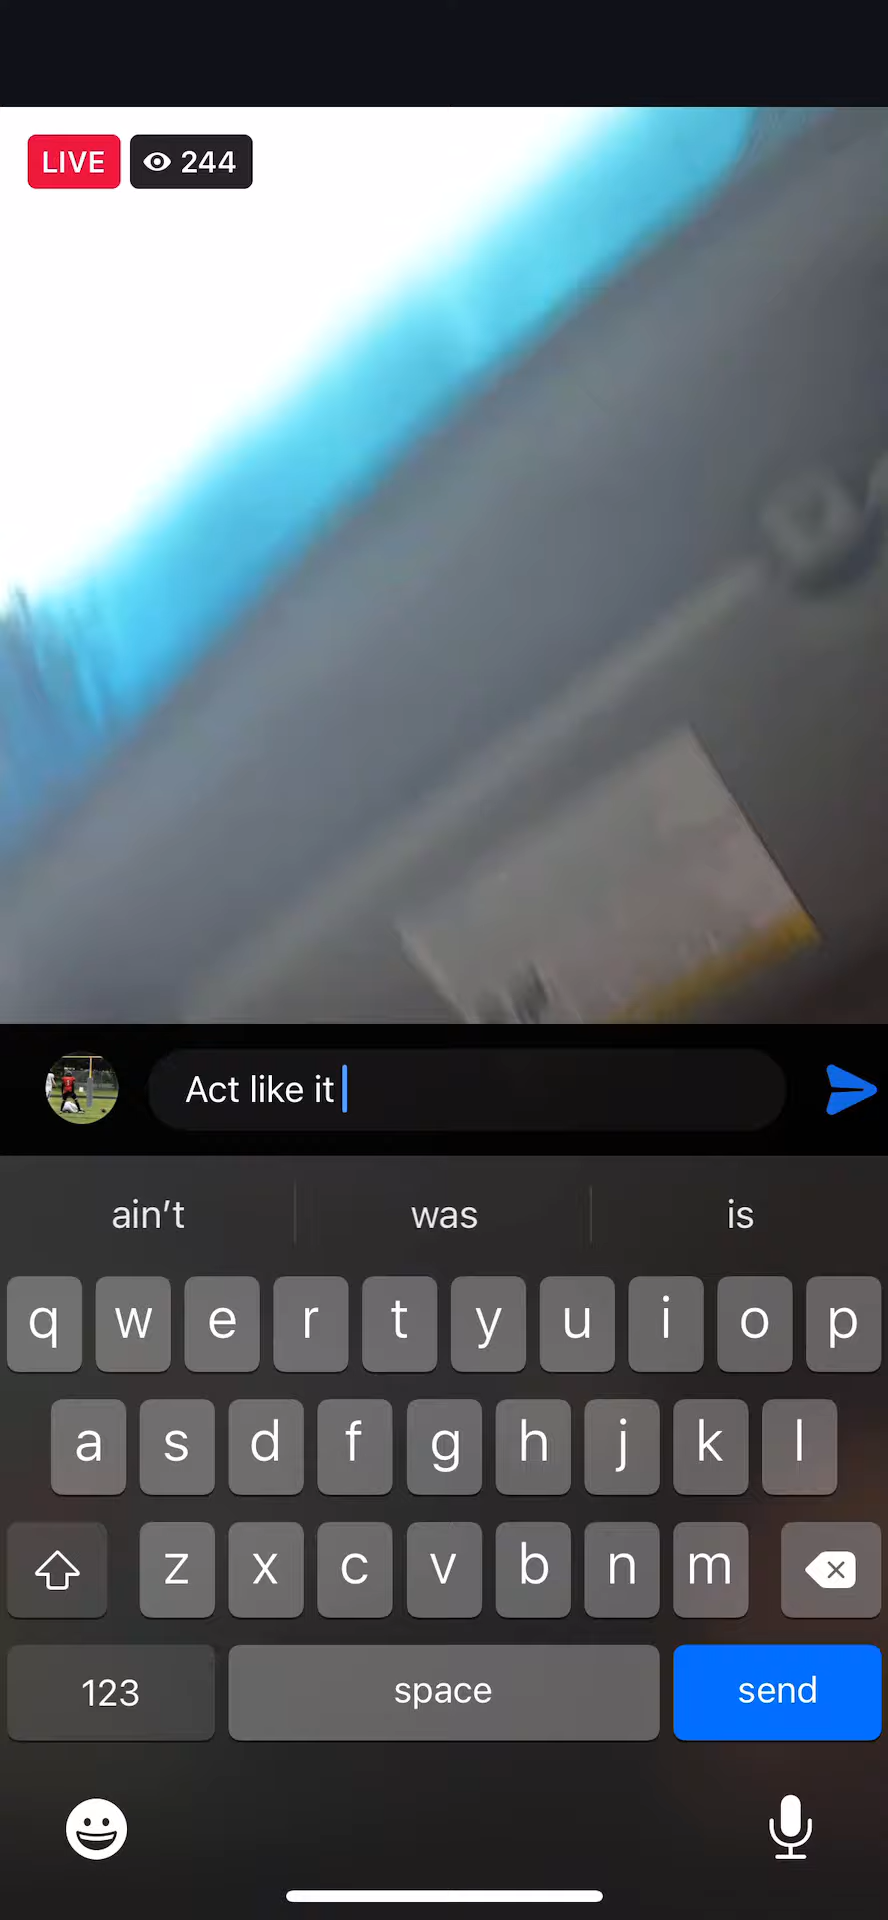 LIVE 244
Act like it
ain't was is
q w e r t y u i o p
a s d f g h j k l
z x c v b n m
123 space send